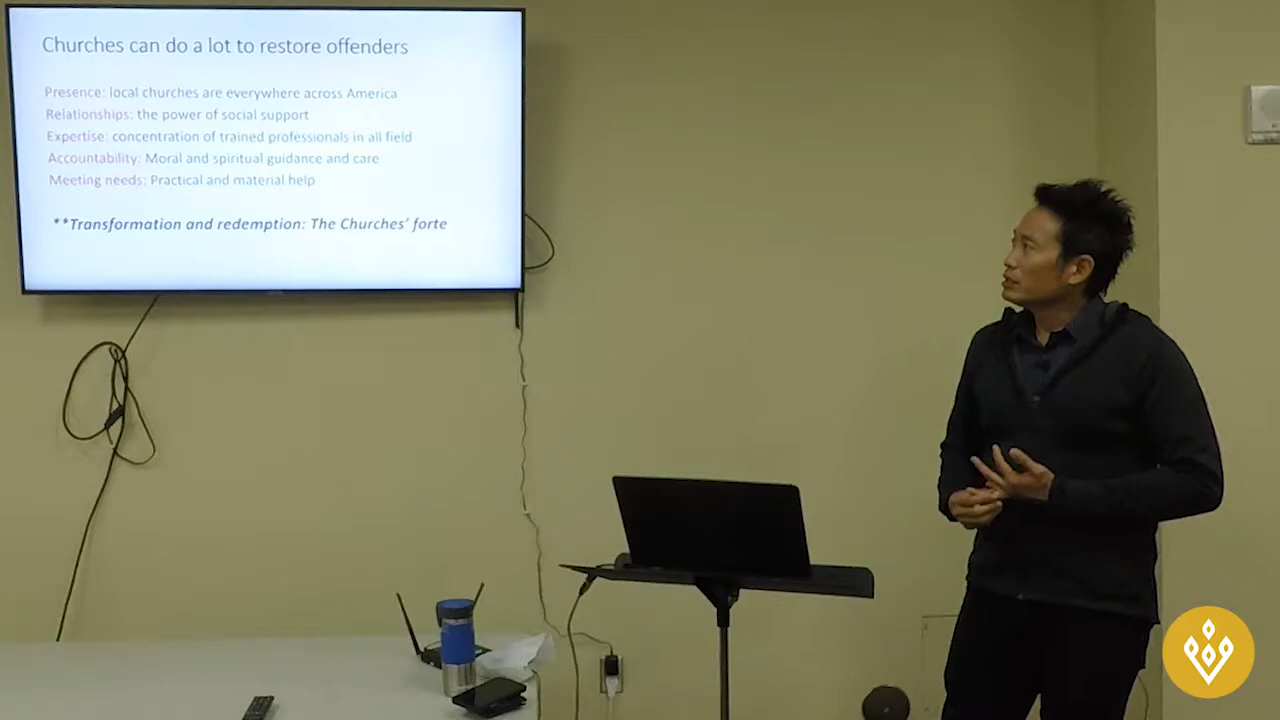 Churches can do a lot to restore offenders
Presence: local churches are everywhere across America
Relationships: the power of social support
Expertise: concentration of trained professionals in all field
Accountability: Moral and spiritual guidance and care
Meeting needs: Practical and material help
**Transformation and redemption: The Churches' forte